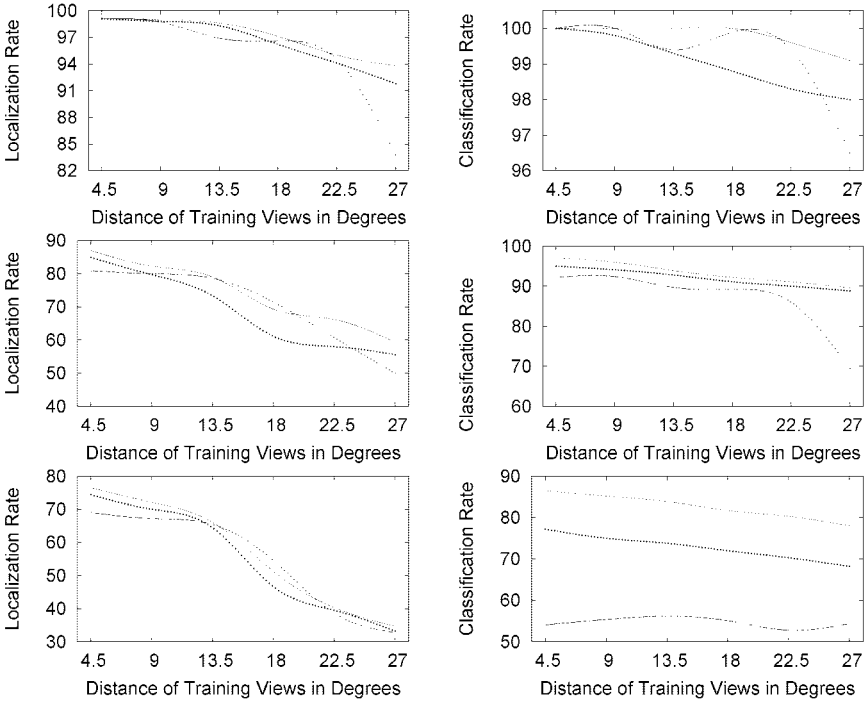 Localization Rate
100
97
94
91
88
85
82
4.5 9 13.5 18 22.5 27
Distance of Training Views in Degrees
Classification Rate
100
99
98
97
96
4.5 9 13.5 18 22.5 27
Distance of Training Views in Degrees
Localization Rate
90
80
70
60
50
40
4.5 9 13.5 18 22.5 27
Distance of Training Views in Degrees
Classification Rate
100
90
80
70
60
4.5 9 13.5 18 22.5 27
Distance of Training Views in Degrees
Localization Rate
80
70
60
50
40
30
4.5 9 13.5 18 22.5 27
Distance of Training Views in Degrees
Classification Rate
90
80
70
60
50
4.5 9 13.5 18 22.5 27
Distance of Training Views in Degrees